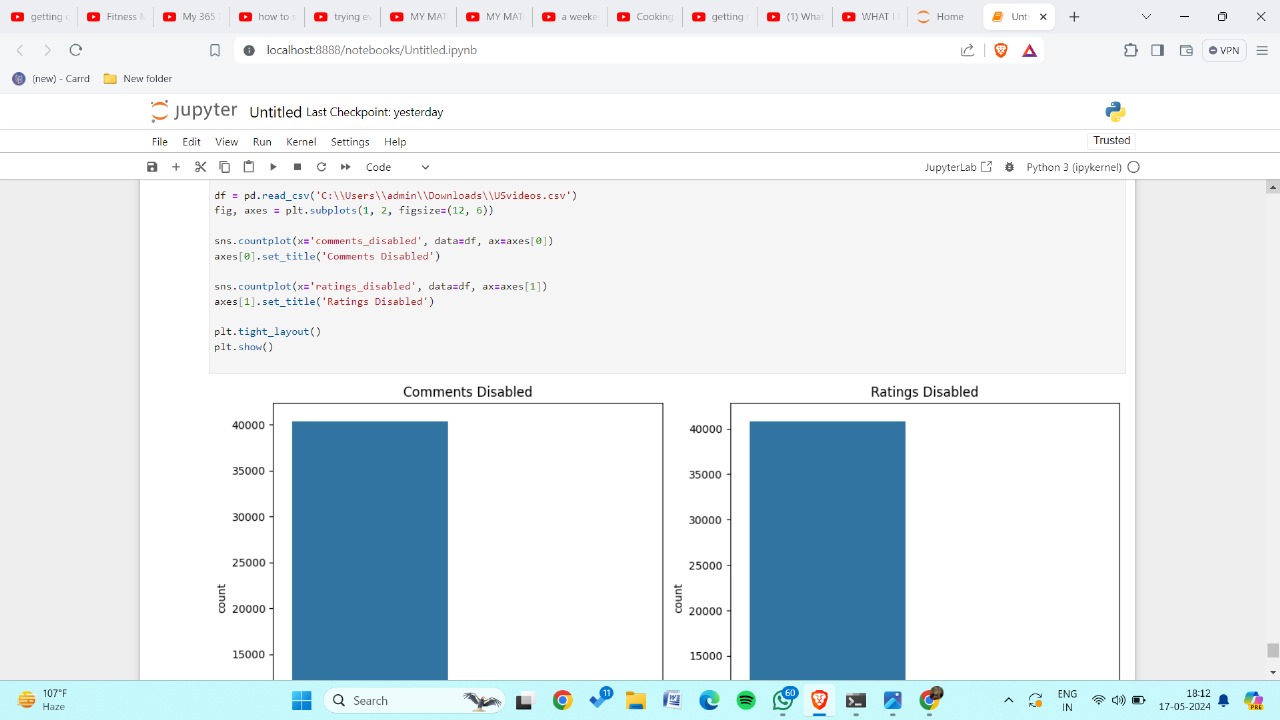 getting
Fitness M
My 365
how to
trying e
MY MAT
MY MAT
a weeke
Cooking
getting
(1) What
WHAT I
Home
Unt
localhost:8888/notebooks/Untitled.ipynb
VPN
(new) - Carrd
New folder
jupyter Untitled Last Checkpoint: yesterday
File Edit View Run Kernel Settings Help
Trusted
Code
JupyterLab
Python 3 (ipykernel)
df = pd.read_csv('C:\\Users\\admin\\Downloads\\USvideos.csv')
fig, axes = plt.subplots(1, 2, figsize=(12, 6))
sns.countplot(x='comments_disabled', data=df, ax=axes[0])
axes[0].set_title('Comments Disabled')
sns.countplot(x='ratings_disabled', data=df, ax=axes[1])
axes[1].set_title('Ratings Disabled')
plt.tight_layout()
plt.show()
Comments Disabled
40000
35000
30000
25000
20000
15000
count
Ratings Disabled
40000
35000
30000
25000
20000
15000
count
107°F
Haze
Search
11
60
ENG
IN
18:12
17-05-2024
PRE